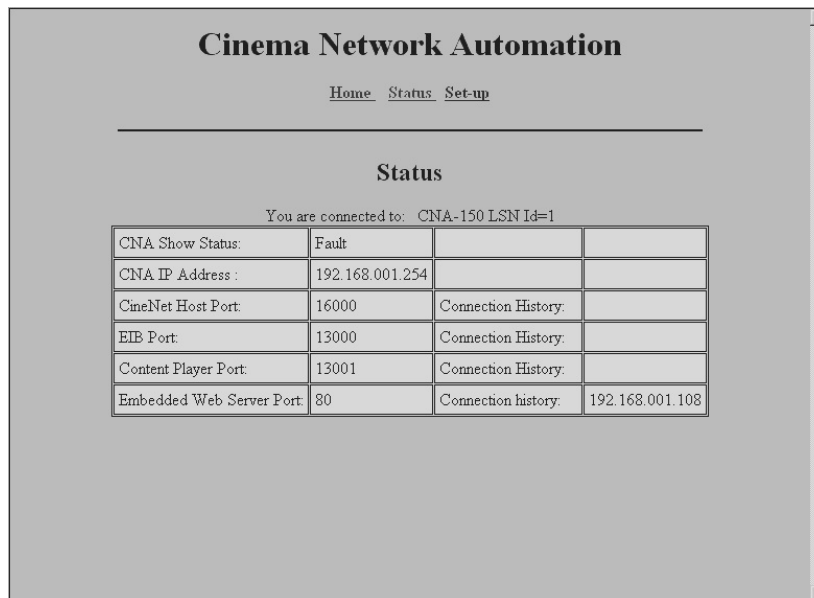 Cinema Network Automation
Home Status Set-up
Status
You are connected to: CNA-150 LSN Id=1
CNA Show Status: Fault
CNA IP Address : 192.168.001.254
CineNet Host Port: 16000 Connection History:
EIB Port: 13000 Connection History:
Content Player Port: 13001 Connection History:
Embedded Web Server Port: 80 Connection history: 192.168.001.108